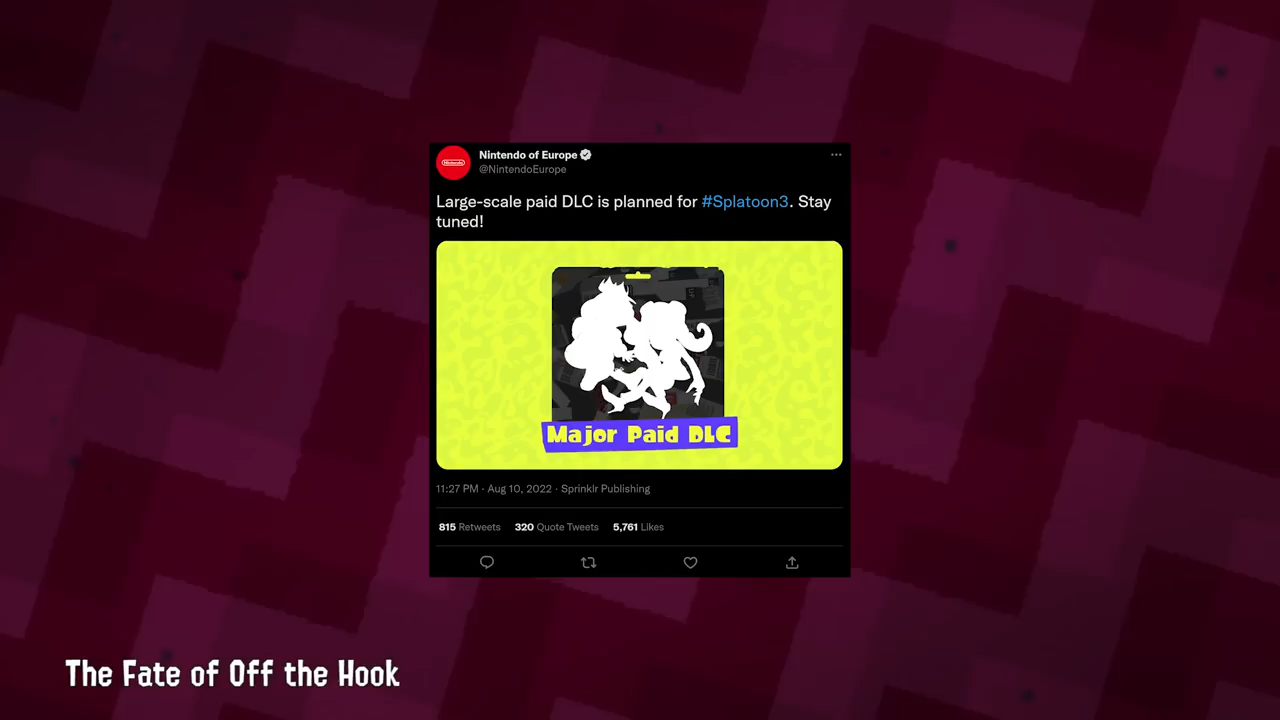 Nintendo of Europe
@NintendoEurope
Large-scale paid DLC is planned for #Splatoon3. Stay
tuned!
Major Paid DLC
11:27 PM · Aug 10, 2022 · Sprinklr Publishing
815 Retweets 320 Quote Tweets 5,761 Likes
The Fate of Off the Hook